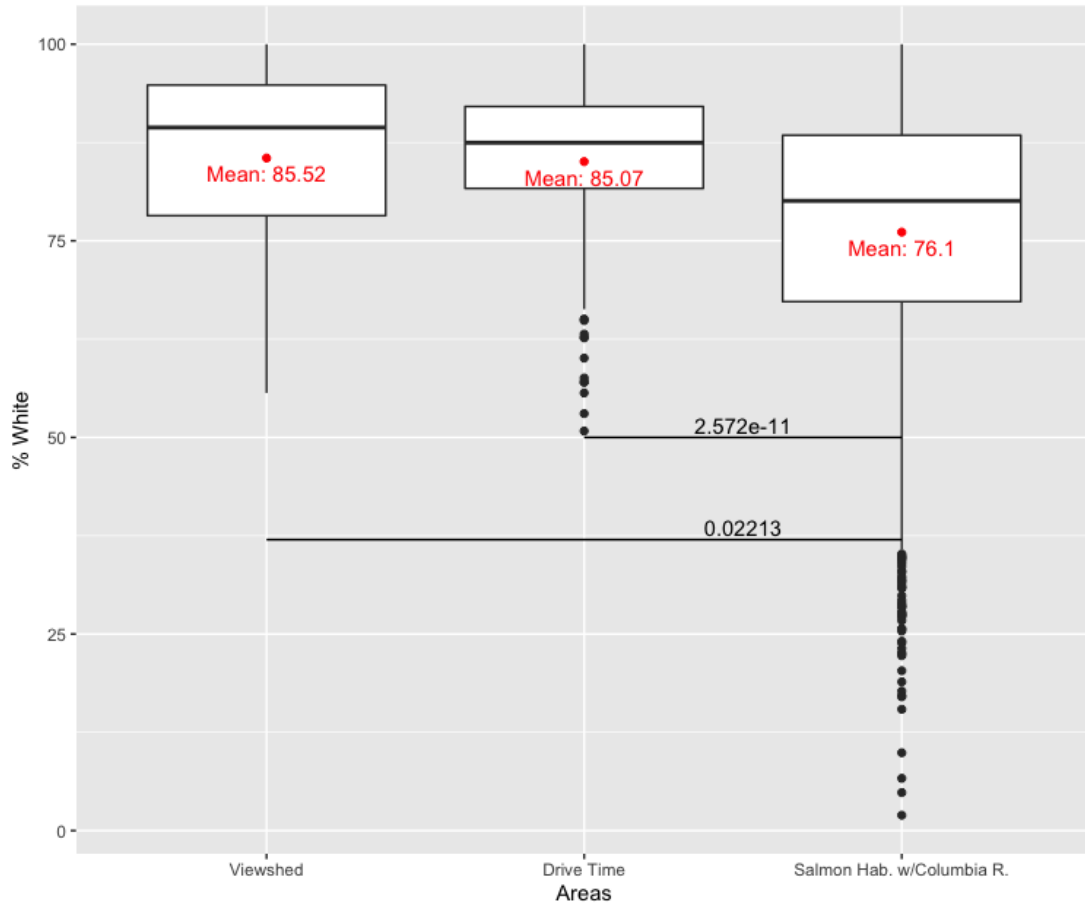 100
Mean: 85.52
Mean: 85.07
75
Mean: 76.1
% White
2.572e-11
50
0.02213
25
0
Viewshed
Drive Time
Salmon Hab. w/Columbia R.
Areas